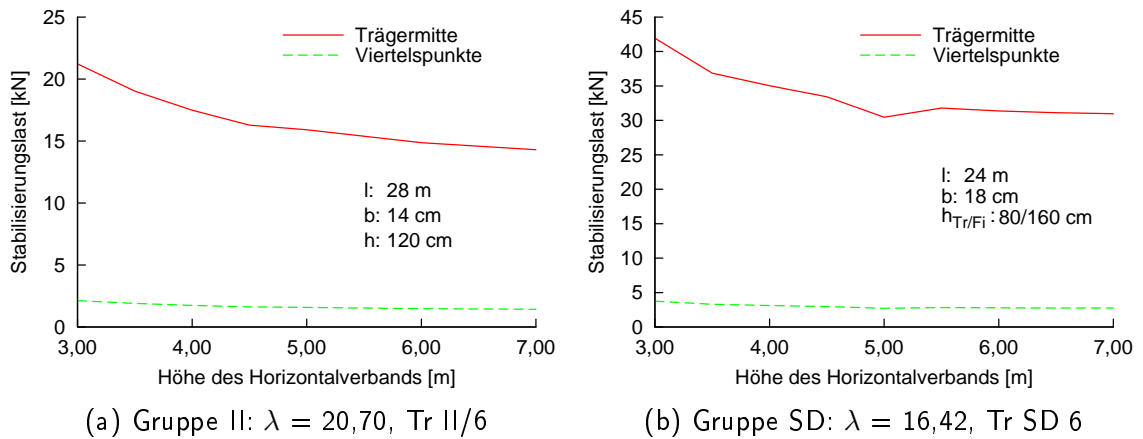 25
20
15
10
5
0
Stabilisierungslast [kN]
Trägermitte
Viertelspunkte
l: 28 m
b: 14 cm
h: 120 cm
3,00 4,00 5,00 6,00 7,00
Höhe des Horizontalverbands [m]
(a) Gruppe II: λ = 20,70, Tr II/6
45
40
35
30
25
20
15
10
5
0
Stabilisierungslast [kN]
Trägermitte
Viertelspunkte
l: 24 m
b: 18 cm
h_Tr/Fi : 80/160 cm
3,00 4,00 5,00 6,00 7,00
Höhe des Horizontalverbands [m]
(b) Gruppe SD: λ = 16,42, Tr SD 6